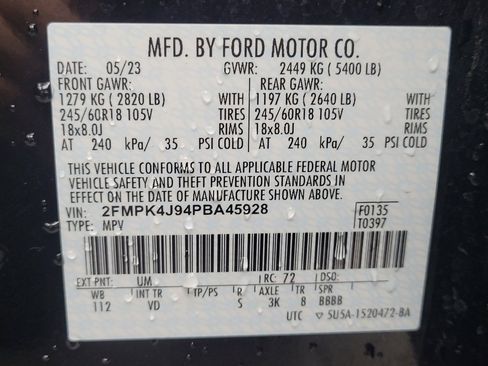 MFD. BY FORD MOTOR CO.
DATE: 05/23 GVWR: 2449 KG (5400 LB)
FRONT GAWR: REAR GAWR:
1279 KG (2820 LB) WITH 1197 KG (2640 LB) WITH
245/60R18 105V TIRES 245/60R18 105V TIRES
18x8.0J RIMS 18x8.0J RIMS
AT 240 kPa/ 35 PSI COLD AT 240 kPa/ 35 PSI COLD
THIS VEHICLE CONFORMS TO ALL APPLICABLE FEDERAL MOTOR
VEHICLE SAFETY AND THEFT PREVENTION STANDARDS IN
EFFECT ON THE DATE OF MANUFACTURE SHOWN ABOVE.
VIN: 2FMPK4J94PBA45928 F0135
TYPE: MPV T0397
EXT PNT: UM RC: 72 DSO:
WB INT TR TP/PS R AXLE TR SPR
112 VD S 3K 8 BBBB
UTC 5U5A-1520472-BA